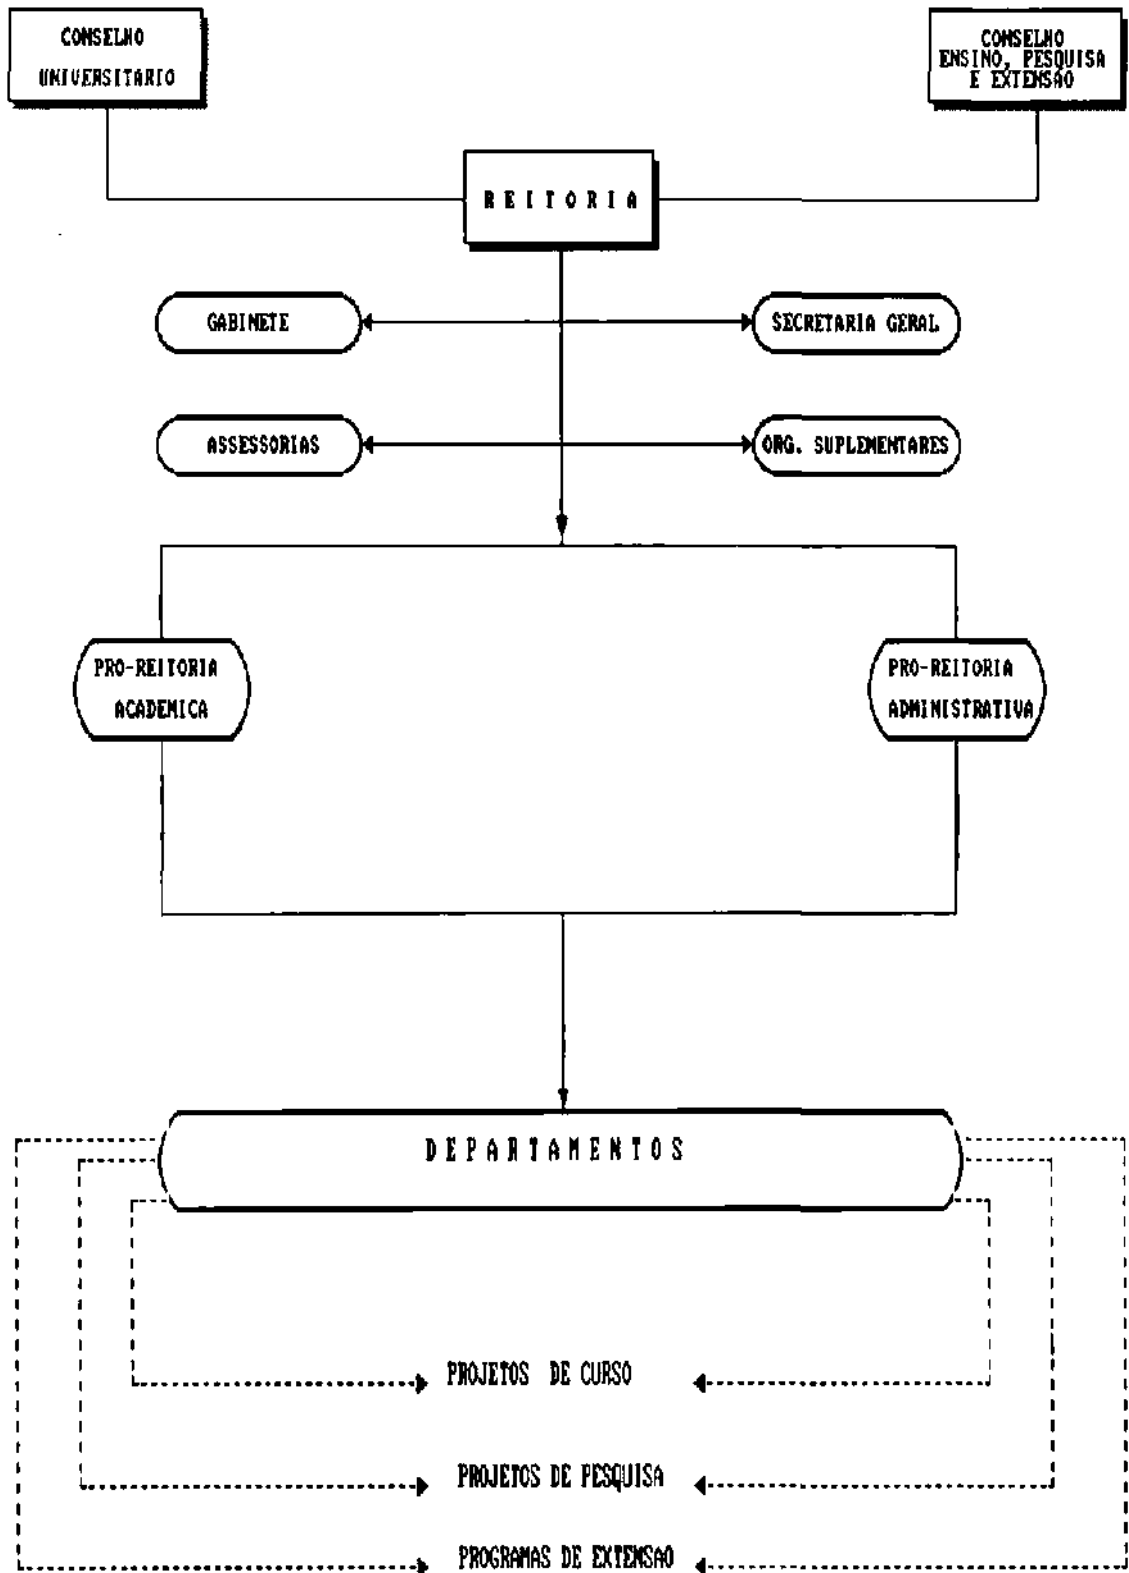 CONSELHO
UNIVERSITARIO
CONSELHO
ENSINO, PESQUISA
E EXTENSÃO
REITORIA
GABINETE
SECRETARIA GERAL
ASSESSORIAS
ORG. SUPLEMENTARES
PRO-REITORIA
ACADEMICA
PRO-REITORIA
ADMINISTRATIVA
DEPARTAMENTOS
PROJETOS DE CURSO
PROJETOS DE PESQUISA
PROGRAMAS DE EXTENSAO